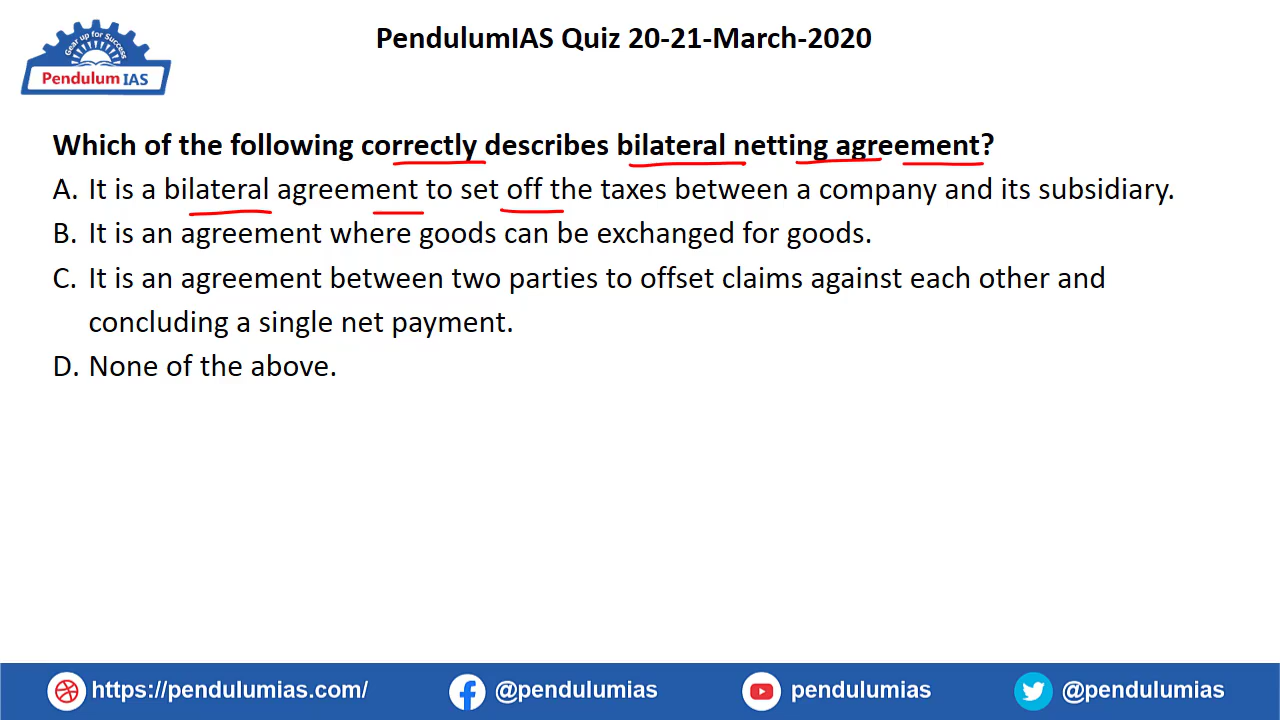 PendulumIAS Quiz 20-21-March-2020
Gear up for Success
Pendulum IAS
Which of the following correctly describes bilateral netting agreement?
A. It is a bilateral agreement to set off the taxes between a company and its subsidiary.
B. It is an agreement where goods can be exchanged for goods.
C. It is an agreement between two parties to offset claims against each other and
concluding a single net payment.
D. None of the above.
https://pendulumias.com/ @pendulumias pendulumias @pendulumias